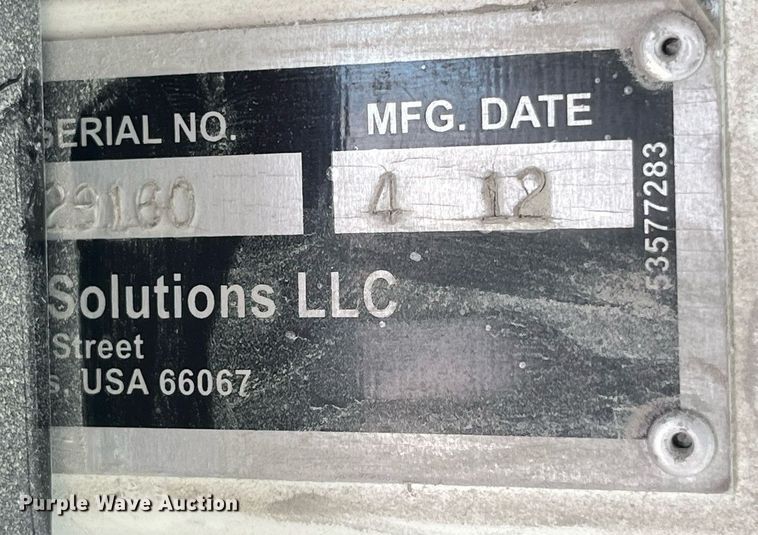 SERIAL NO.
MFG. DATE
29160
4 12
53577283
Solutions LLC
Street
s, USA 66067
Purple Wave Auction